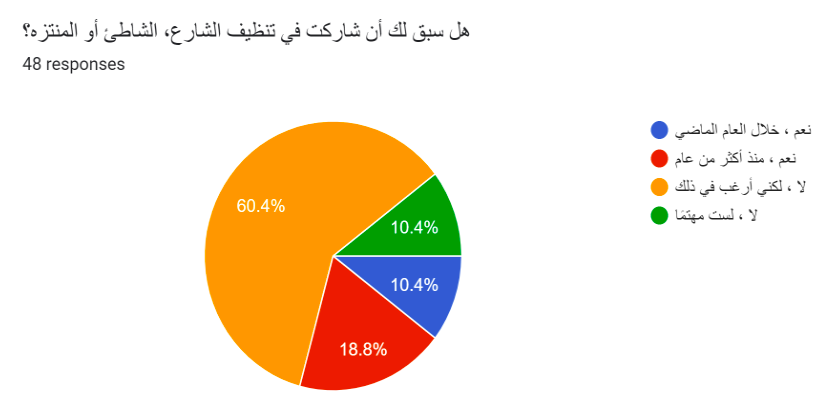 هل سبق لك أن شاركت في تنظيف الشارع، الشاطئ أو المنتزه؟
48 responses
نعم ، خلال العام الماضي
نعم ، منذ أكثر من عام
لا ، لكني أرغب في ذلك
لا ، لست مهتمًا
60.4%
10.4%
10.4%
18.8%